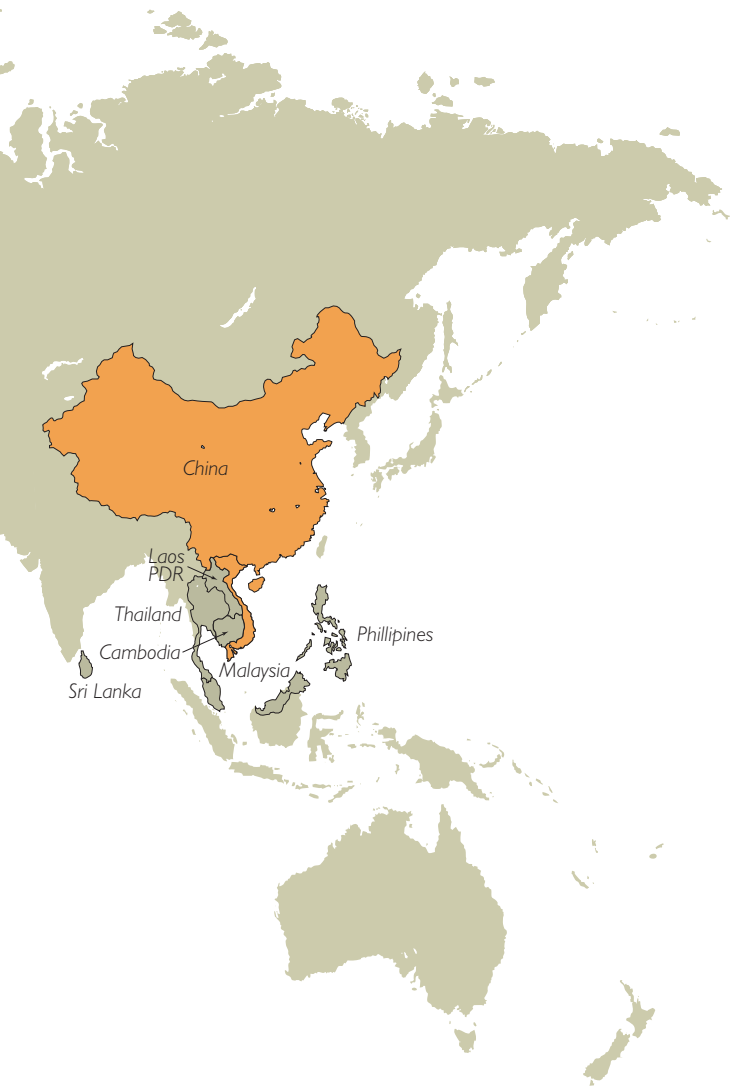 China
Laos
PDR
Thailand
Phillipines
Cambodia
Malaysia
Sri Lanka